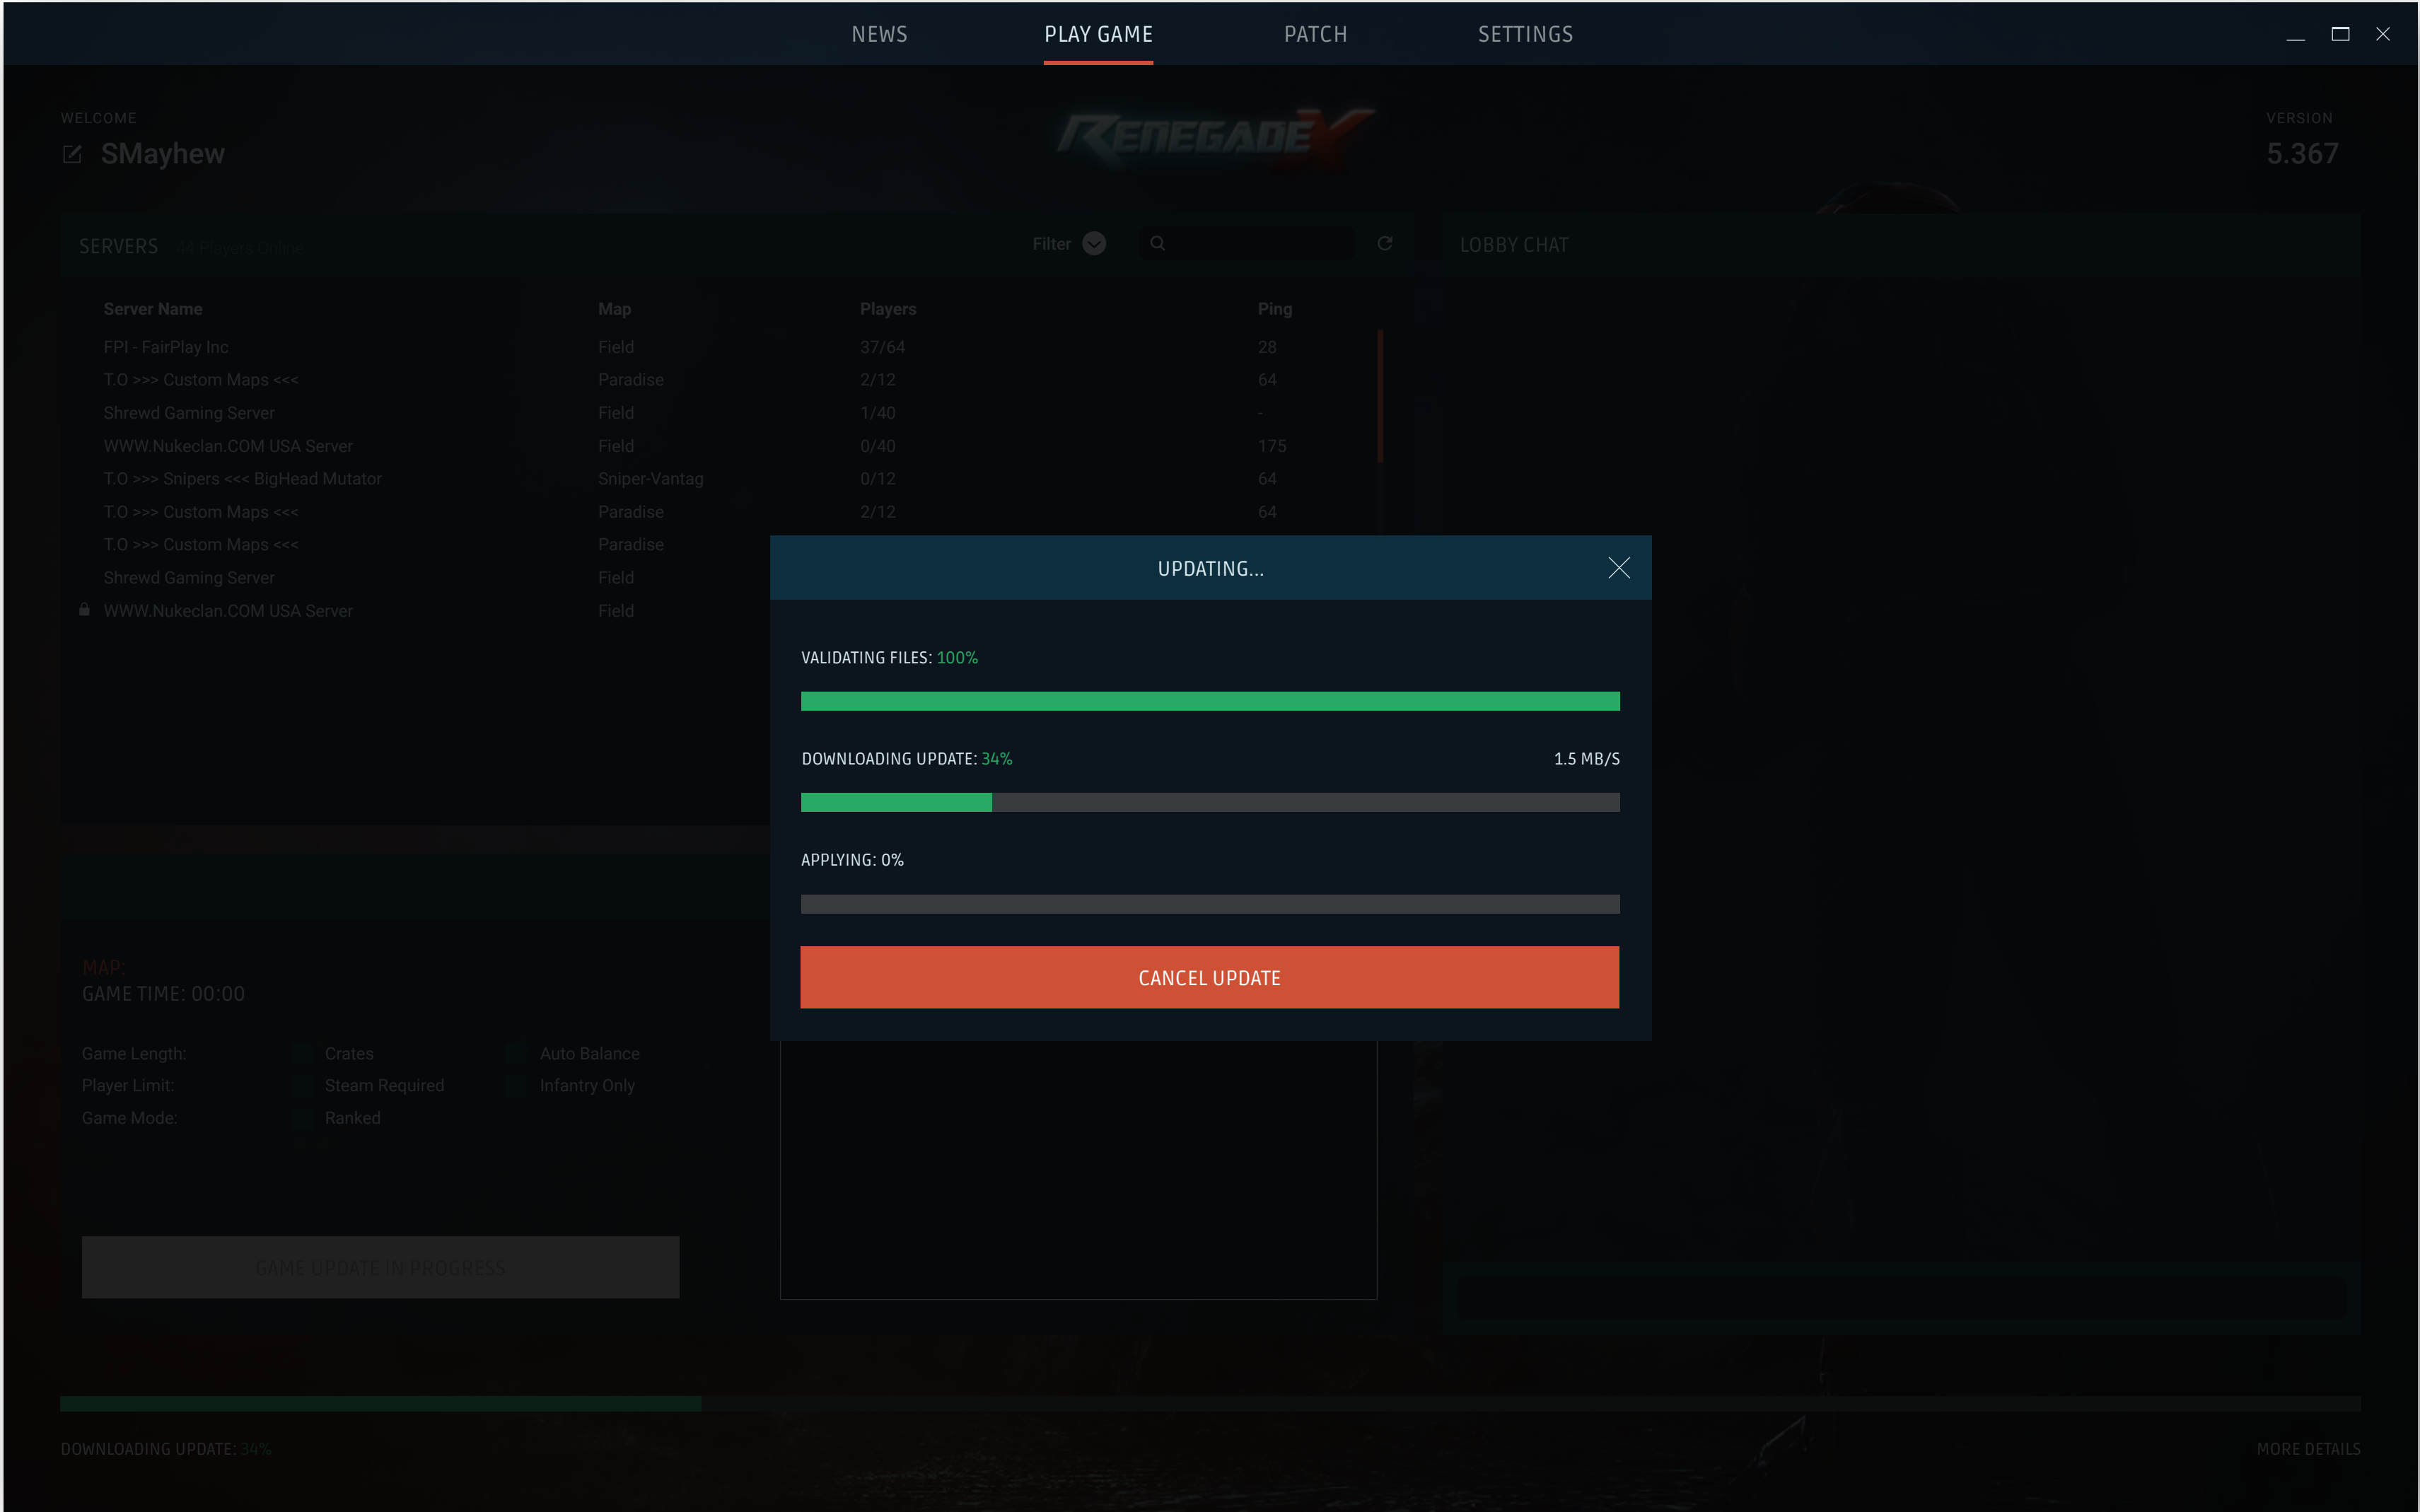 NEWS PLAY GAME PATCH SETTINGS
WELCOME
SMayhew
RENEGADE X
VERSION
5.367
SERVERS 44 Players Online Filter
LOBBY CHAT
Server Name Map Players Ping
FPI - FairPlay Inc Field 37/64 28
T.O >>> Custom Maps <<< Paradise 2/12 64
Shrewd Gaming Server Field 1/40 -
WWW.Nukeclan.COM USA Server Field 0/40 175
T.O >>> Snipers <<< BigHead Mutator Sniper-Vantag 0/12 64
T.O >>> Custom Maps <<< Paradise 2/12 64
T.O >>> Custom Maps <<< Paradise
Shrewd Gaming Server Field
WWW.Nukeclan.COM USA Server Field
UPDATING...
VALIDATING FILES: 100%
DOWNLOADING UPDATE: 34% 1.5 MB/S
APPLYING: 0%
CANCEL UPDATE
MAP:
GAME TIME: 00:00
Game Length: Crates Auto Balance
Player Limit: Steam Required Infantry Only
Game Mode: Ranked
GAME UPDATE IN PROGRESS
DOWNLOADING UPDATE: 34% MORE DETAILS